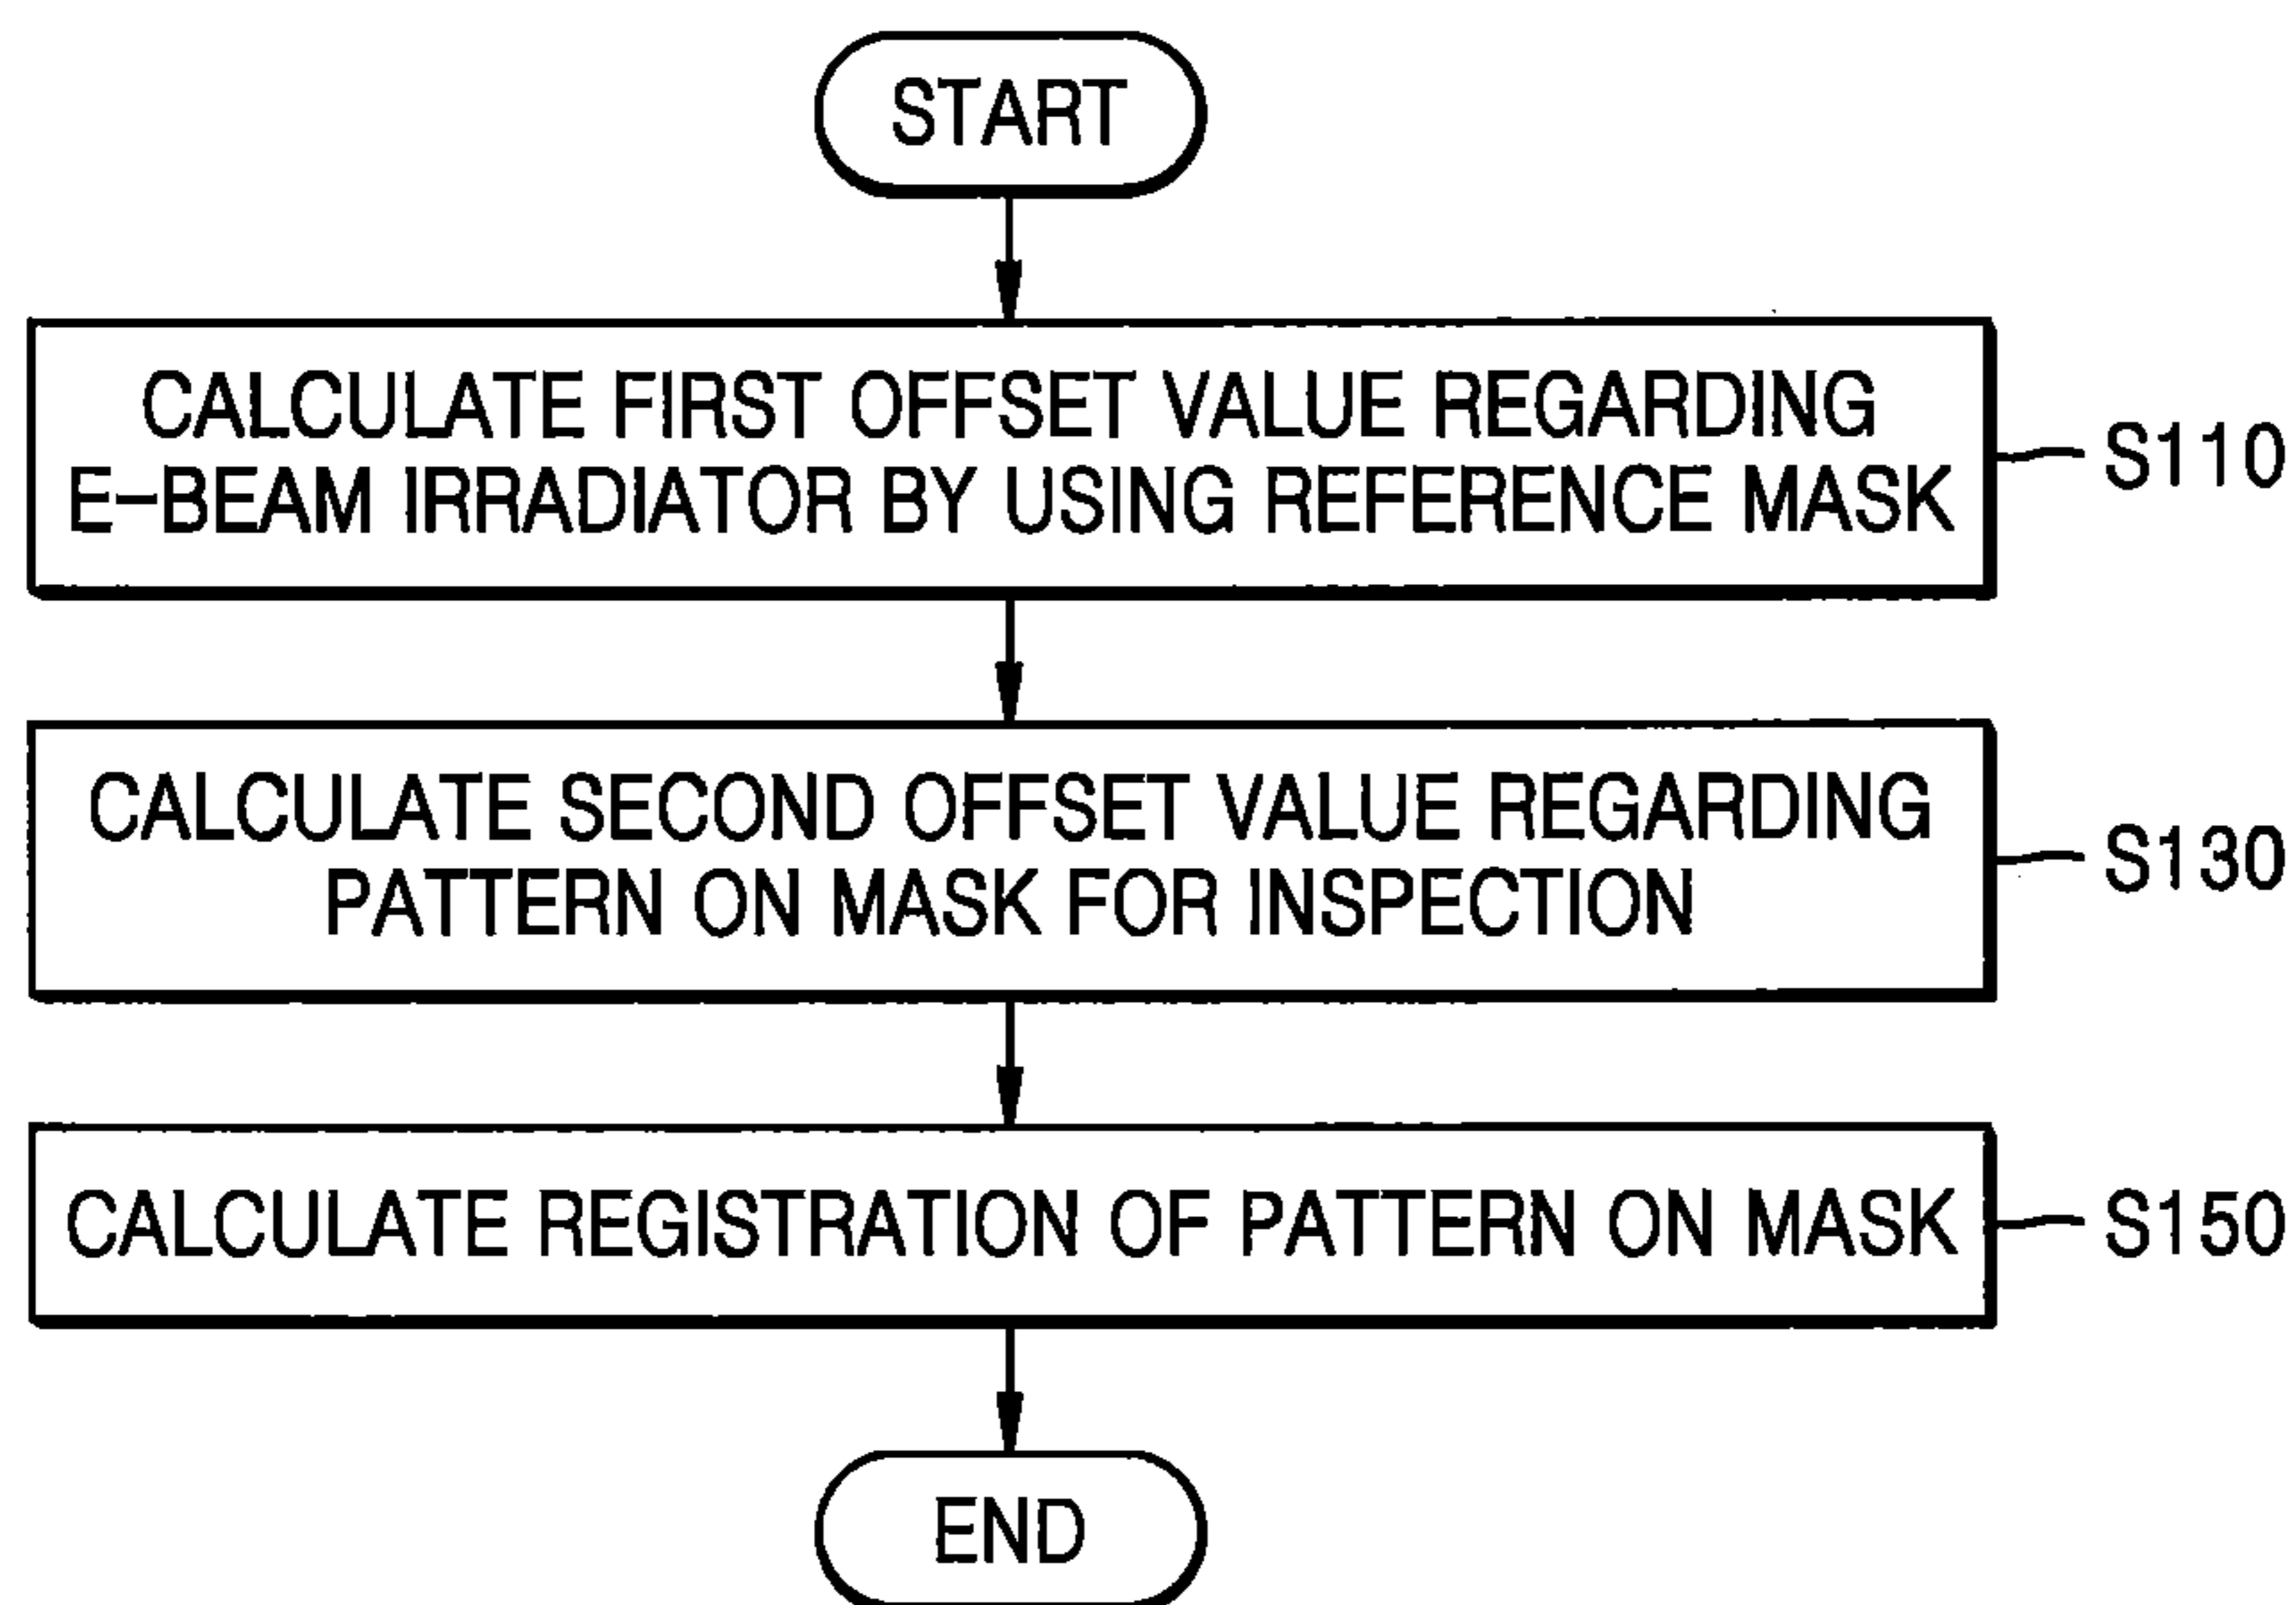 START
CALCULATE FIRST OFFSET VALUE REGARDING
E-BEAM IRRADIATOR BY USING REFERENCE MASK
S110
CALCULATE SECOND OFFSET VALUE REGARDING
PATTERN ON MASK FOR INSPECTION
S130
CALCULATE REGISTRATION OF PATTERN ON MASK
S150
END